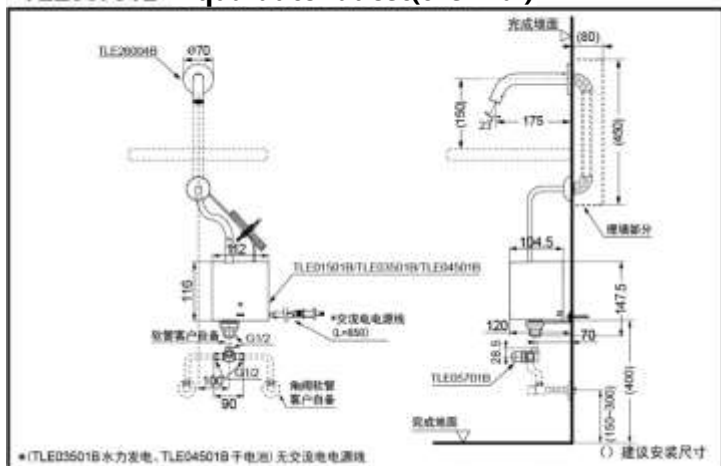 完成墙面
(80)
Ø70
TLE26004B
(150)
175
23
(450)
埋墙部分
112
104.5
TLE01501B/TLE03501B/TLE04501B
116
147.5
*交流电电源线
(L=650)
软管客户自备
G1/2
120
70
28.5
TLE05701B
G1/2
100
90
角阀软管
客户自备
(400)
(150~300)
完成地面
*(TLE03501B水力发电、TLE04501B干电池)无交流电电源线
()建议安装尺寸